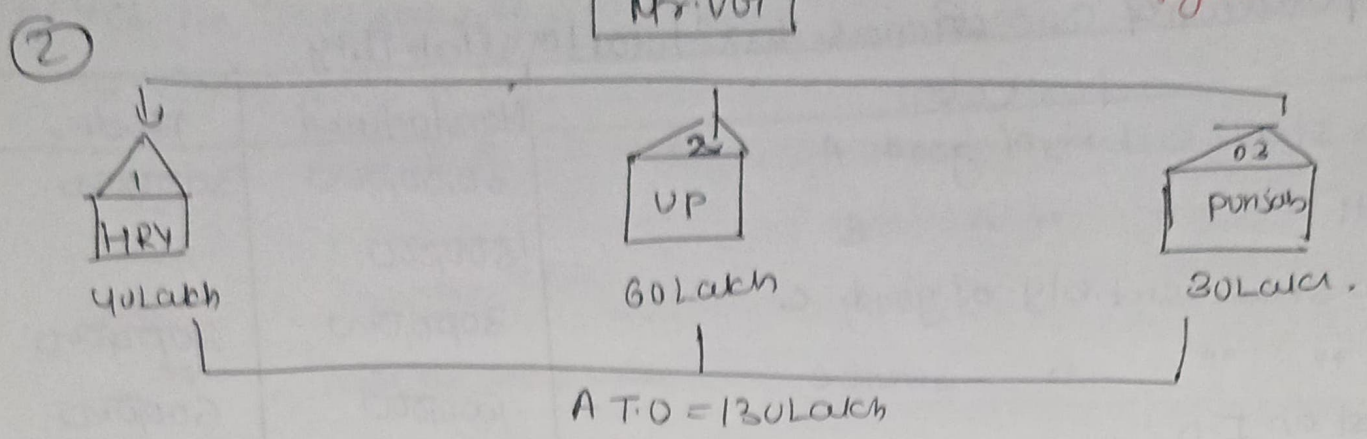 ②
1 2 03
HRY UP Punjab
40Lakh 60Lakh 30Lakh.
A T.O = 130Lakh